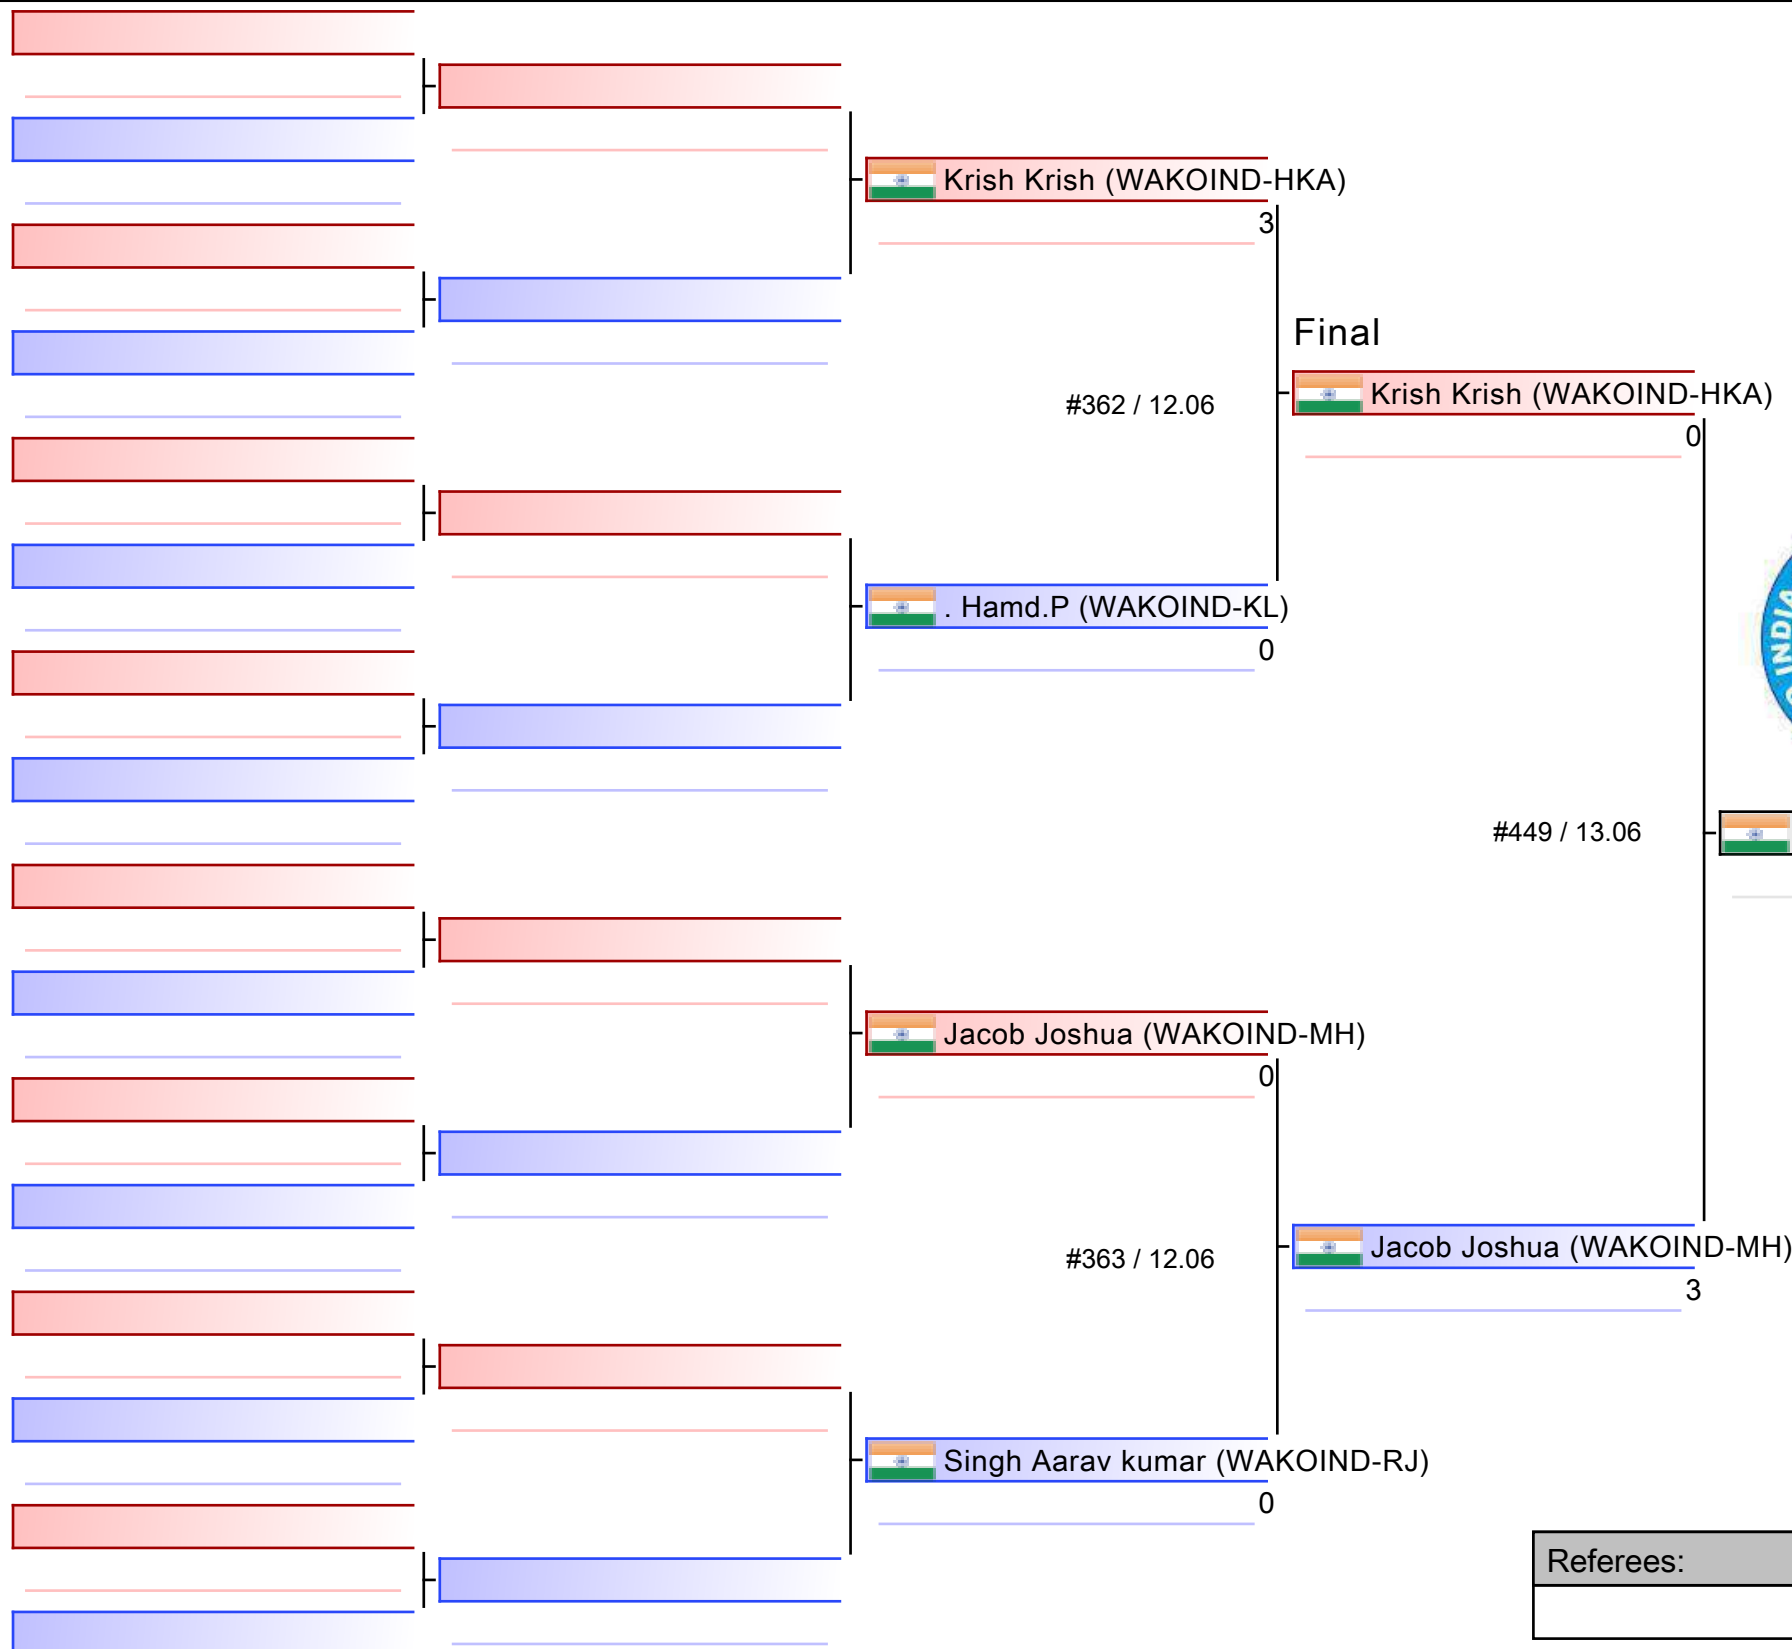 Krish Krish (WAKOIND-HKA)
3
Final
#362 / 12.06
Krish Krish (WAKOIND-HKA)
0
. Hamd.P (WAKOIND-KL)
0
INDIA
#449 / 13.06
Jacob Joshua (WAKOIND-MH)
0
#363 / 12.06
Jacob Joshua (WAKOIND-MH)
3
Singh Aarav kumar (WAKOIND-RJ)
0
Referees: